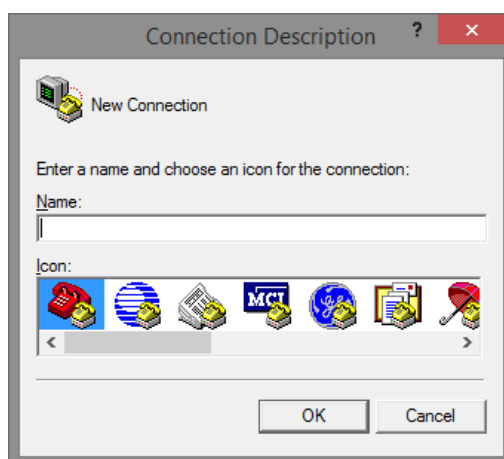 Connection Description
?
New Connection
Enter a name and choose an icon for the connection:
Name:
Icon:
MCI
OK
Cancel